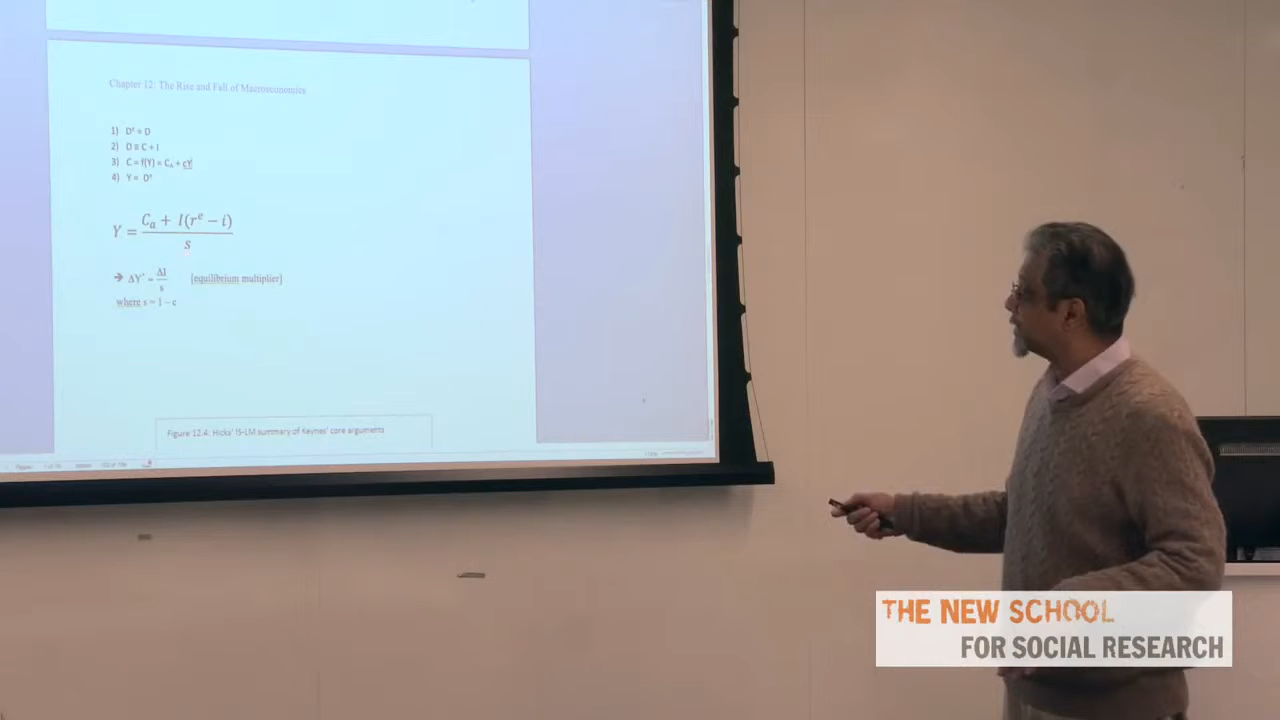 Chapter 12: The Rise and Fall of Macroeconomics
1) Dᵉ = D
2) D ≡ C + I
3) C = f(Y) = Cₐ + cY
4) Y = Dᵉ
Y = (Cₐ + I(rᵉ − i)) / s
➔ ΔY* = ΔI / s [equilibrium multiplier]
where s = 1 – c
Figure 12.4: Hicks' IS-LM summary of Keynes' core arguments
THE NEW SCHOOL
FOR SOCIAL RESEARCH